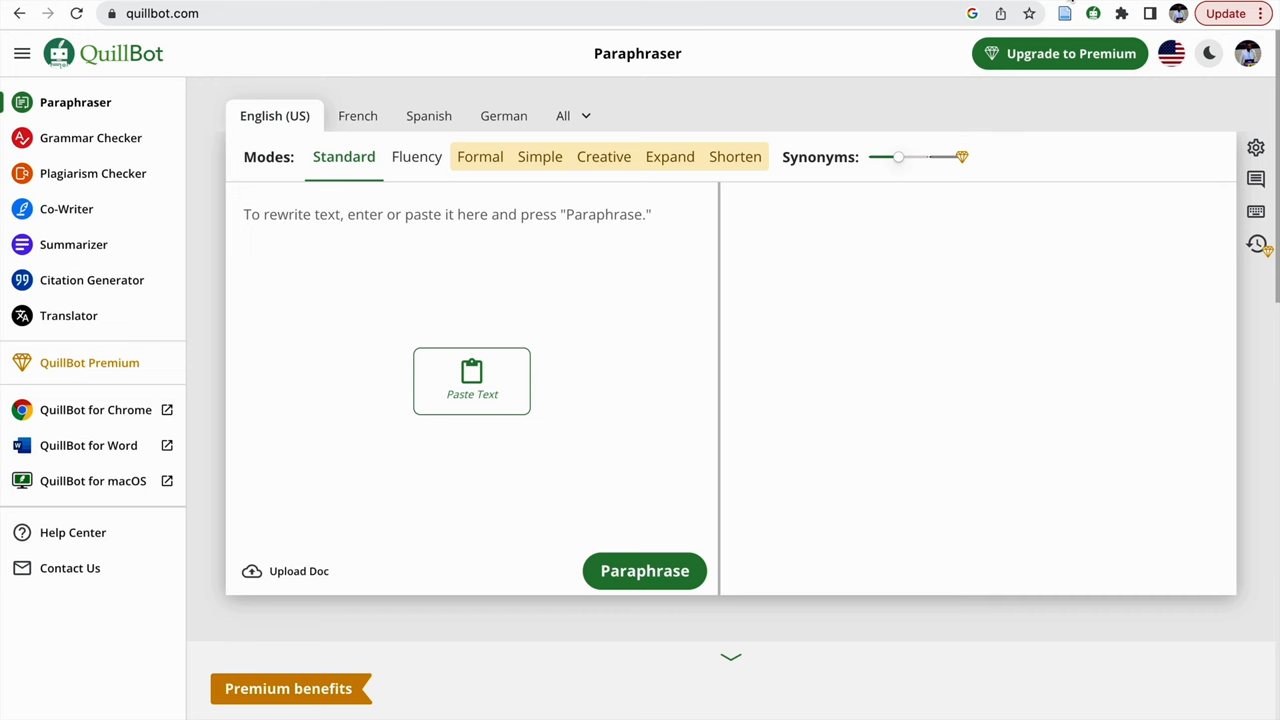 quillbot.com
Update
QuillBot
Paraphraser
Upgrade to Premium
Paraphraser
Grammar Checker
Plagiarism Checker
Co-Writer
Summarizer
Citation Generator
Translator
QuillBot Premium
QuillBot for Chrome
QuillBot for Word
QuillBot for macOS
Help Center
Contact Us
English (US) French Spanish German All
Modes: Standard Fluency Formal Simple Creative Expand Shorten Synonyms:
To rewrite text, enter or paste it here and press "Paraphrase."
Paste Text
Upload Doc
Paraphrase
Premium benefits